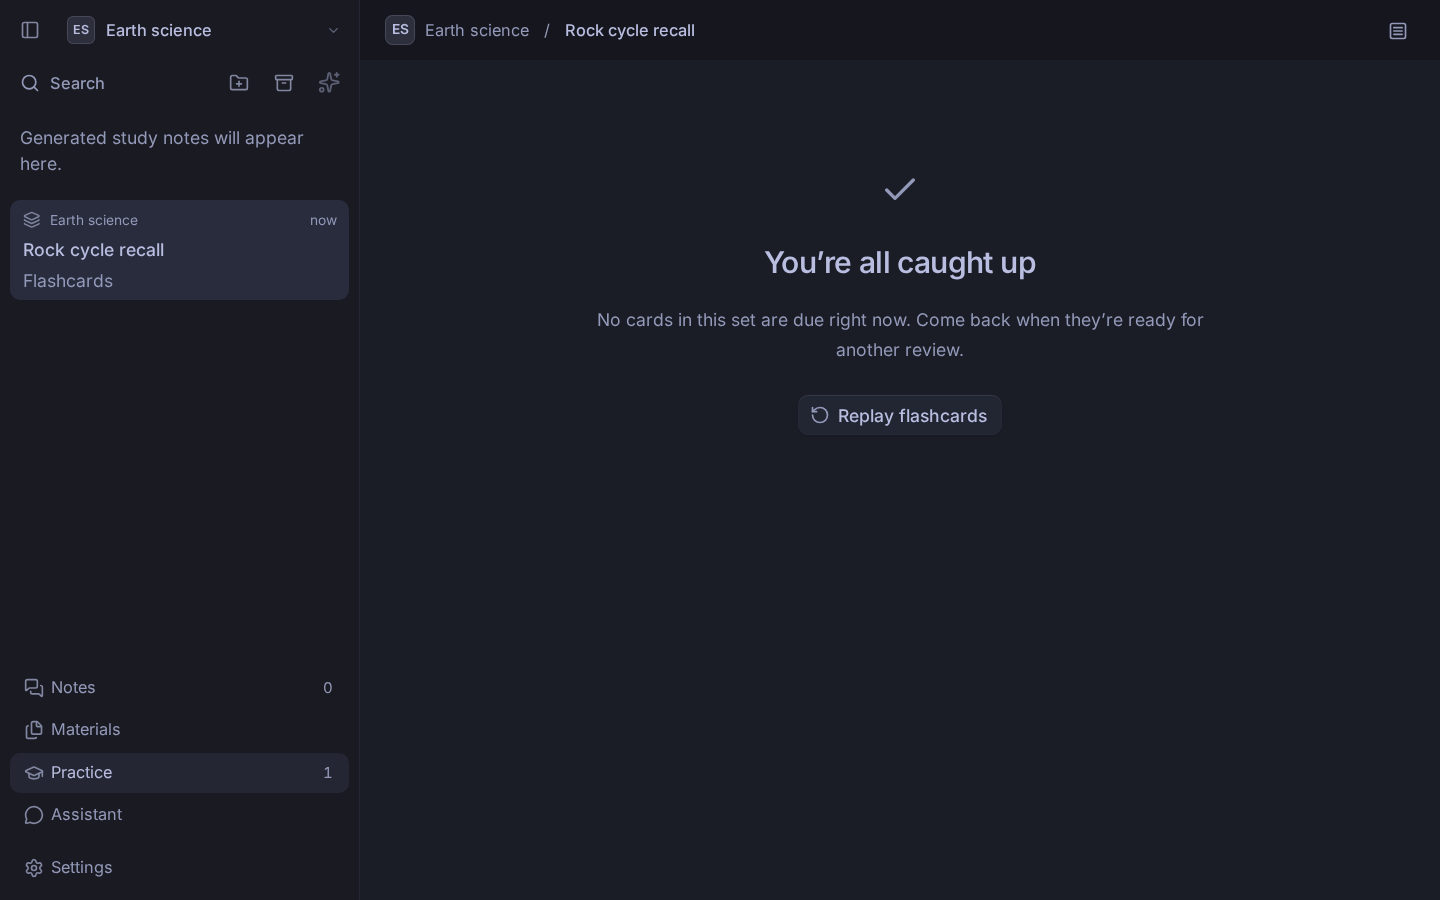 ES Earth science
Search
Generated study notes will appear
here.
Earth science now
Rock cycle recall
Flashcards
Notes 0
Materials
Practice 1
Assistant
Settings
ES Earth science / Rock cycle recall
You’re all caught up
No cards in this set are due right now. Come back when they’re ready for
another review.
Replay flashcards